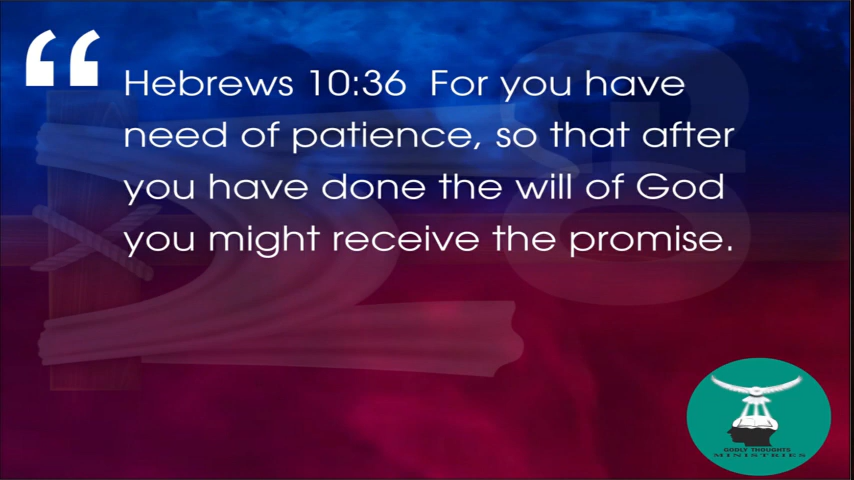 “
Hebrews 10:36 For you have
need of patience, so that after
you have done the will of God
you might receive the promise.
GODLY THOUGHTS
MINISTRIES